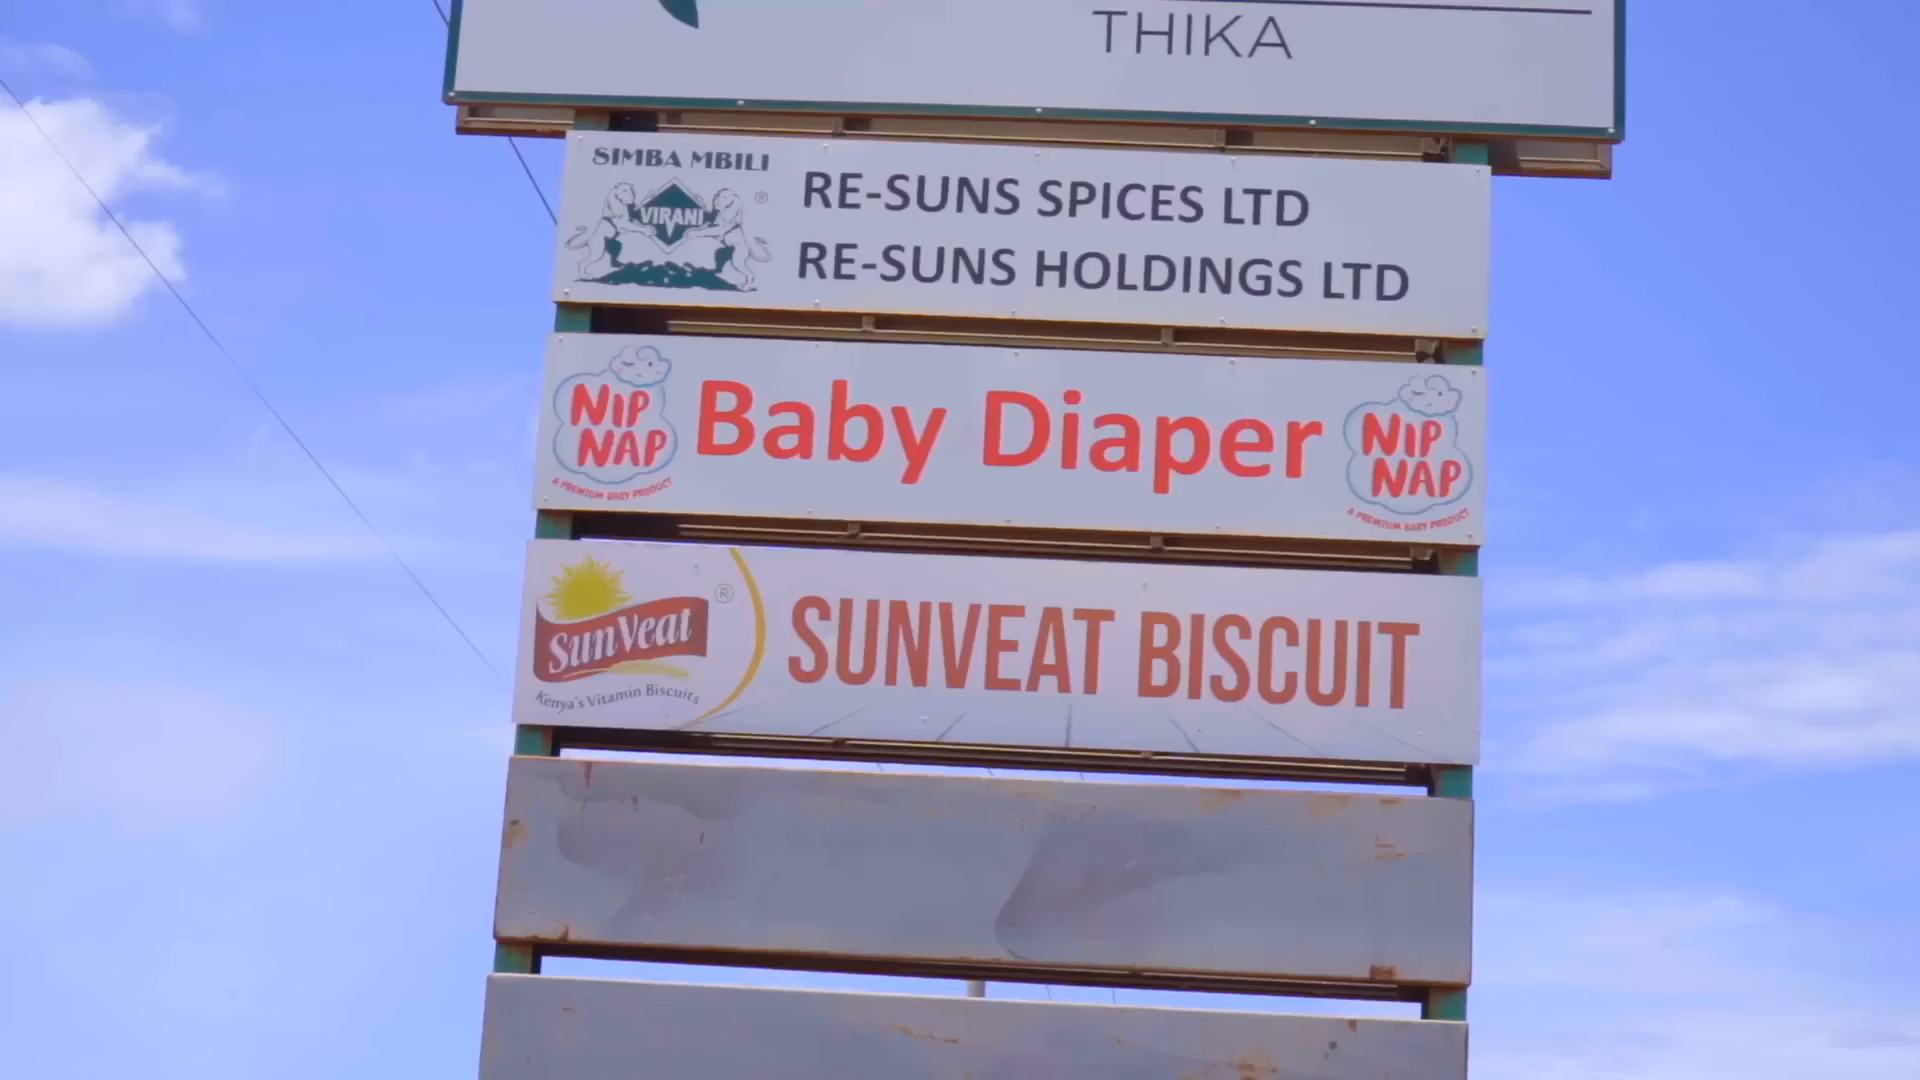 THIKA
SIMBA MBILI
VIRANI
®
RE-SUNS SPICES LTD
RE-SUNS HOLDINGS LTD
NIP
NAP
A PREMIUM BABY PRODUCT
Baby Diaper
NIP
NAP
A PREMIUM BABY PRODUCT
SunVeat
®
Kenya's Vitamin Biscuits
SUNVEAT BISCUIT